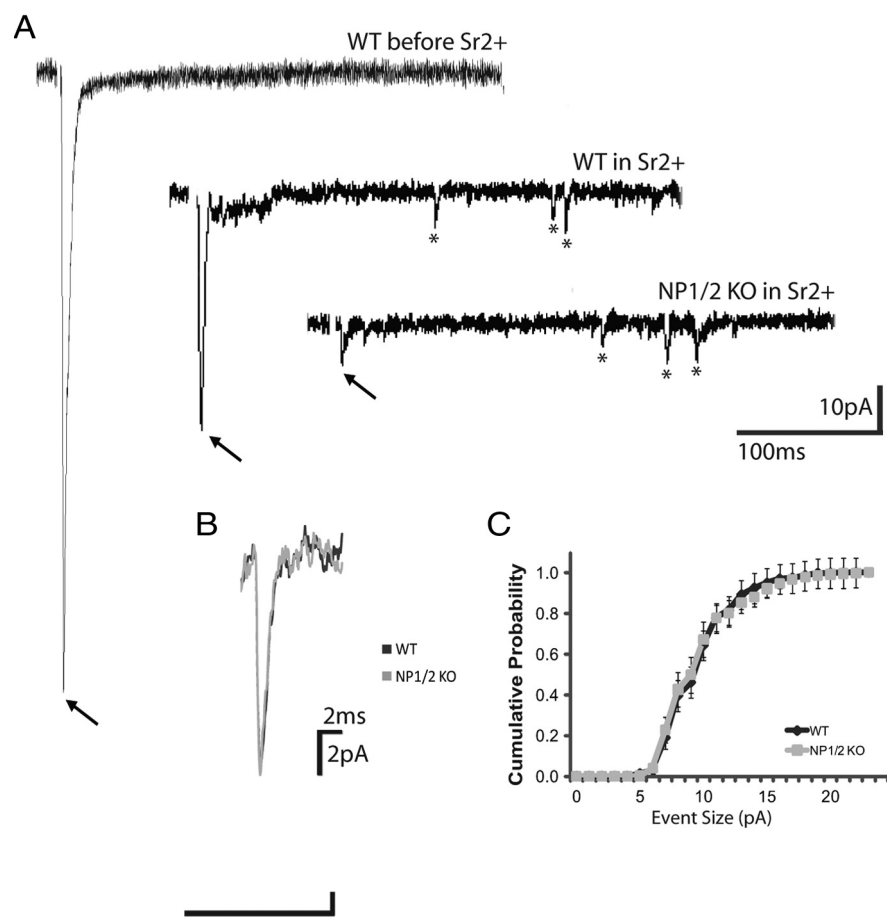 A
WT before Sr2+
WT in Sr2+
*
*
*
NP1/2 KO in Sr2+
*
*
*
10pA
100ms
B
WT
NP1/2 KO
2ms
2pA
C
Cumulative Probability
1.0
0.8
0.6
0.4
0.2
0.0
WT
NP1/2 KO
0
5
10
15
20
Event Size (pA)